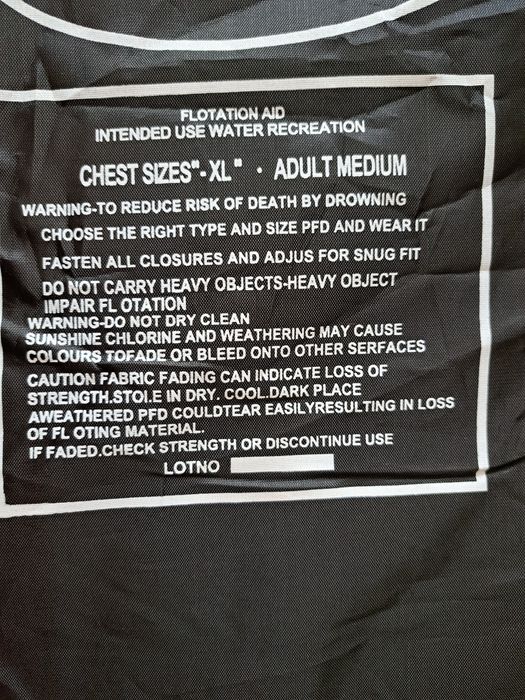 FLOTATION AID
INTENDED USE WATER RECREATION
CHEST SIZES"-XL" · ADULT MEDIUM
WARNING-TO REDUCE RISK OF DEATH BY DROWNING
CHOOSE THE RIGHT TYPE AND SIZE PFD AND WEAR IT
FASTEN ALL CLOSURES AND ADJUS FOR SNUG FIT
DO NOT CARRY HEAVY OBJECTS-HEAVY OBJECT
IMPAIR FL OTATION
WARNING-DO NOT DRY CLEAN
SUNSHINE CHLORINE AND WEATHERING MAY CAUSE
COLOURS TOFADE OR BLEED ONTO OTHER SERFACES
CAUTION FABRIC FADING CAN INDICATE LOSS OF
STRENGTH.STOI.E IN DRY. COOL.DARK PLACE
AWEATHERED PFD COULDTEAR EASILYRESULTING IN LOSS
OF FL OTING MATERIAL.
IF FADED.CHECK STRENGTH OR DISCONTINUE USE
LOTNO